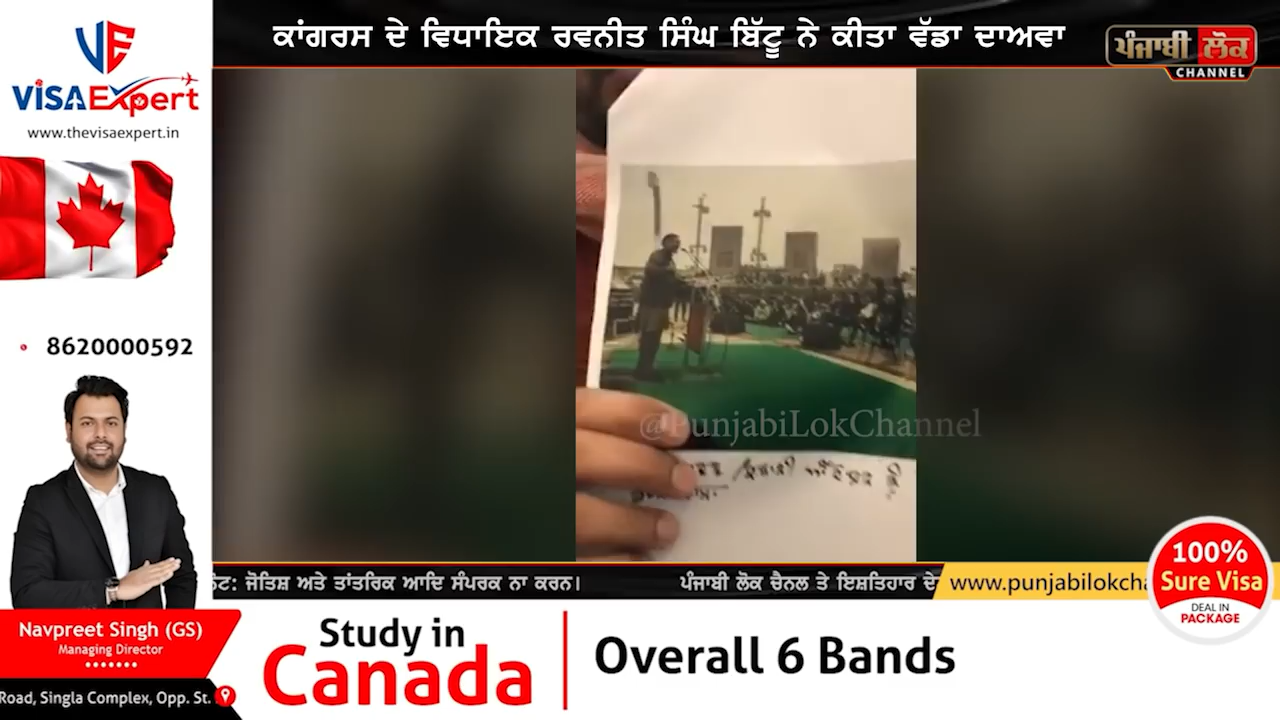 ਕਾਂਗਰਸ ਦੇ ਵਿਧਾਇਕ ਰਵਨੀਤ ਸਿੰਘ ਬਿੱਟੂ ਨੇ ਕੀਤਾ ਵੱਡਾ ਦਾਅਵਾ
ਪੰਜਾਬੀ ਲੋਕ
CHANNEL
VE
VISA Expert
www.thevisaexpert.in
8620000592
@PunjabiLokChannel
ਜੋਤਿਸ਼ ਅਤੇ ਤਾਂਤਰਿਕ ਆਦਿ ਸੰਪਰਕ ਨਾ ਕਰਨ। ਪੰਜਾਬੀ ਲੋਕ ਚੈਨਲ ਤੇ ਇਸ਼ਤਿਹਾਰ ਦੇ
www.punjabilokcha
100%
Sure Visa
DEAL IN
PACKAGE
Navpreet Singh (GS)
Managing Director
Road, Singla Complex, Opp. St.
Study in
Canada
Overall 6 Bands